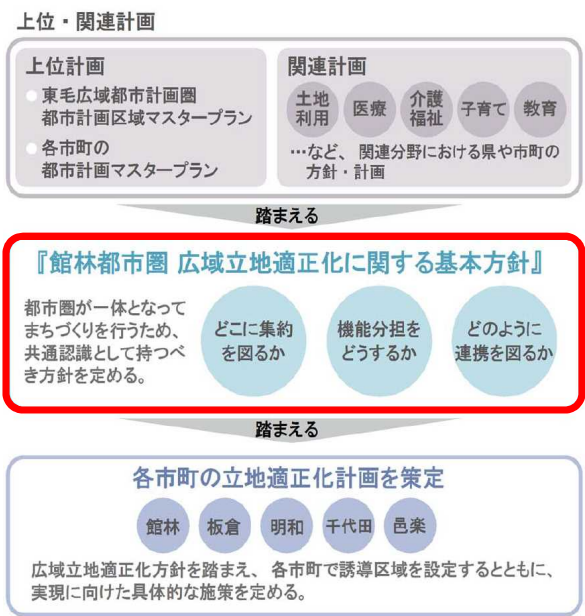 上位・関連計画
上位計画
東毛広域都市計画圏
都市計画区域マスタープラン
各市町の
都市計画マスタープラン
関連計画
土地
利用
医療
介護
福祉
子育て
教育
…など、関連分野における県や市町の
方針・計画
踏まえる
『館林都市圏 広域立地適正化に関する基本方針』
都市圏が一体となって
まちづくりを行うため、
共通認識として持つべ
き方針を定める。
どこに集約
を図るか
機能分担を
どうするか
どのように
連携を図るか
踏まえる
各市町の立地適正化計画を策定
館林
板倉
明和
千代田
邑楽
広域立地適正化方針を踏まえ、各市町で誘導区域を設定するとともに、
実現に向けた具体的な施策を定める。